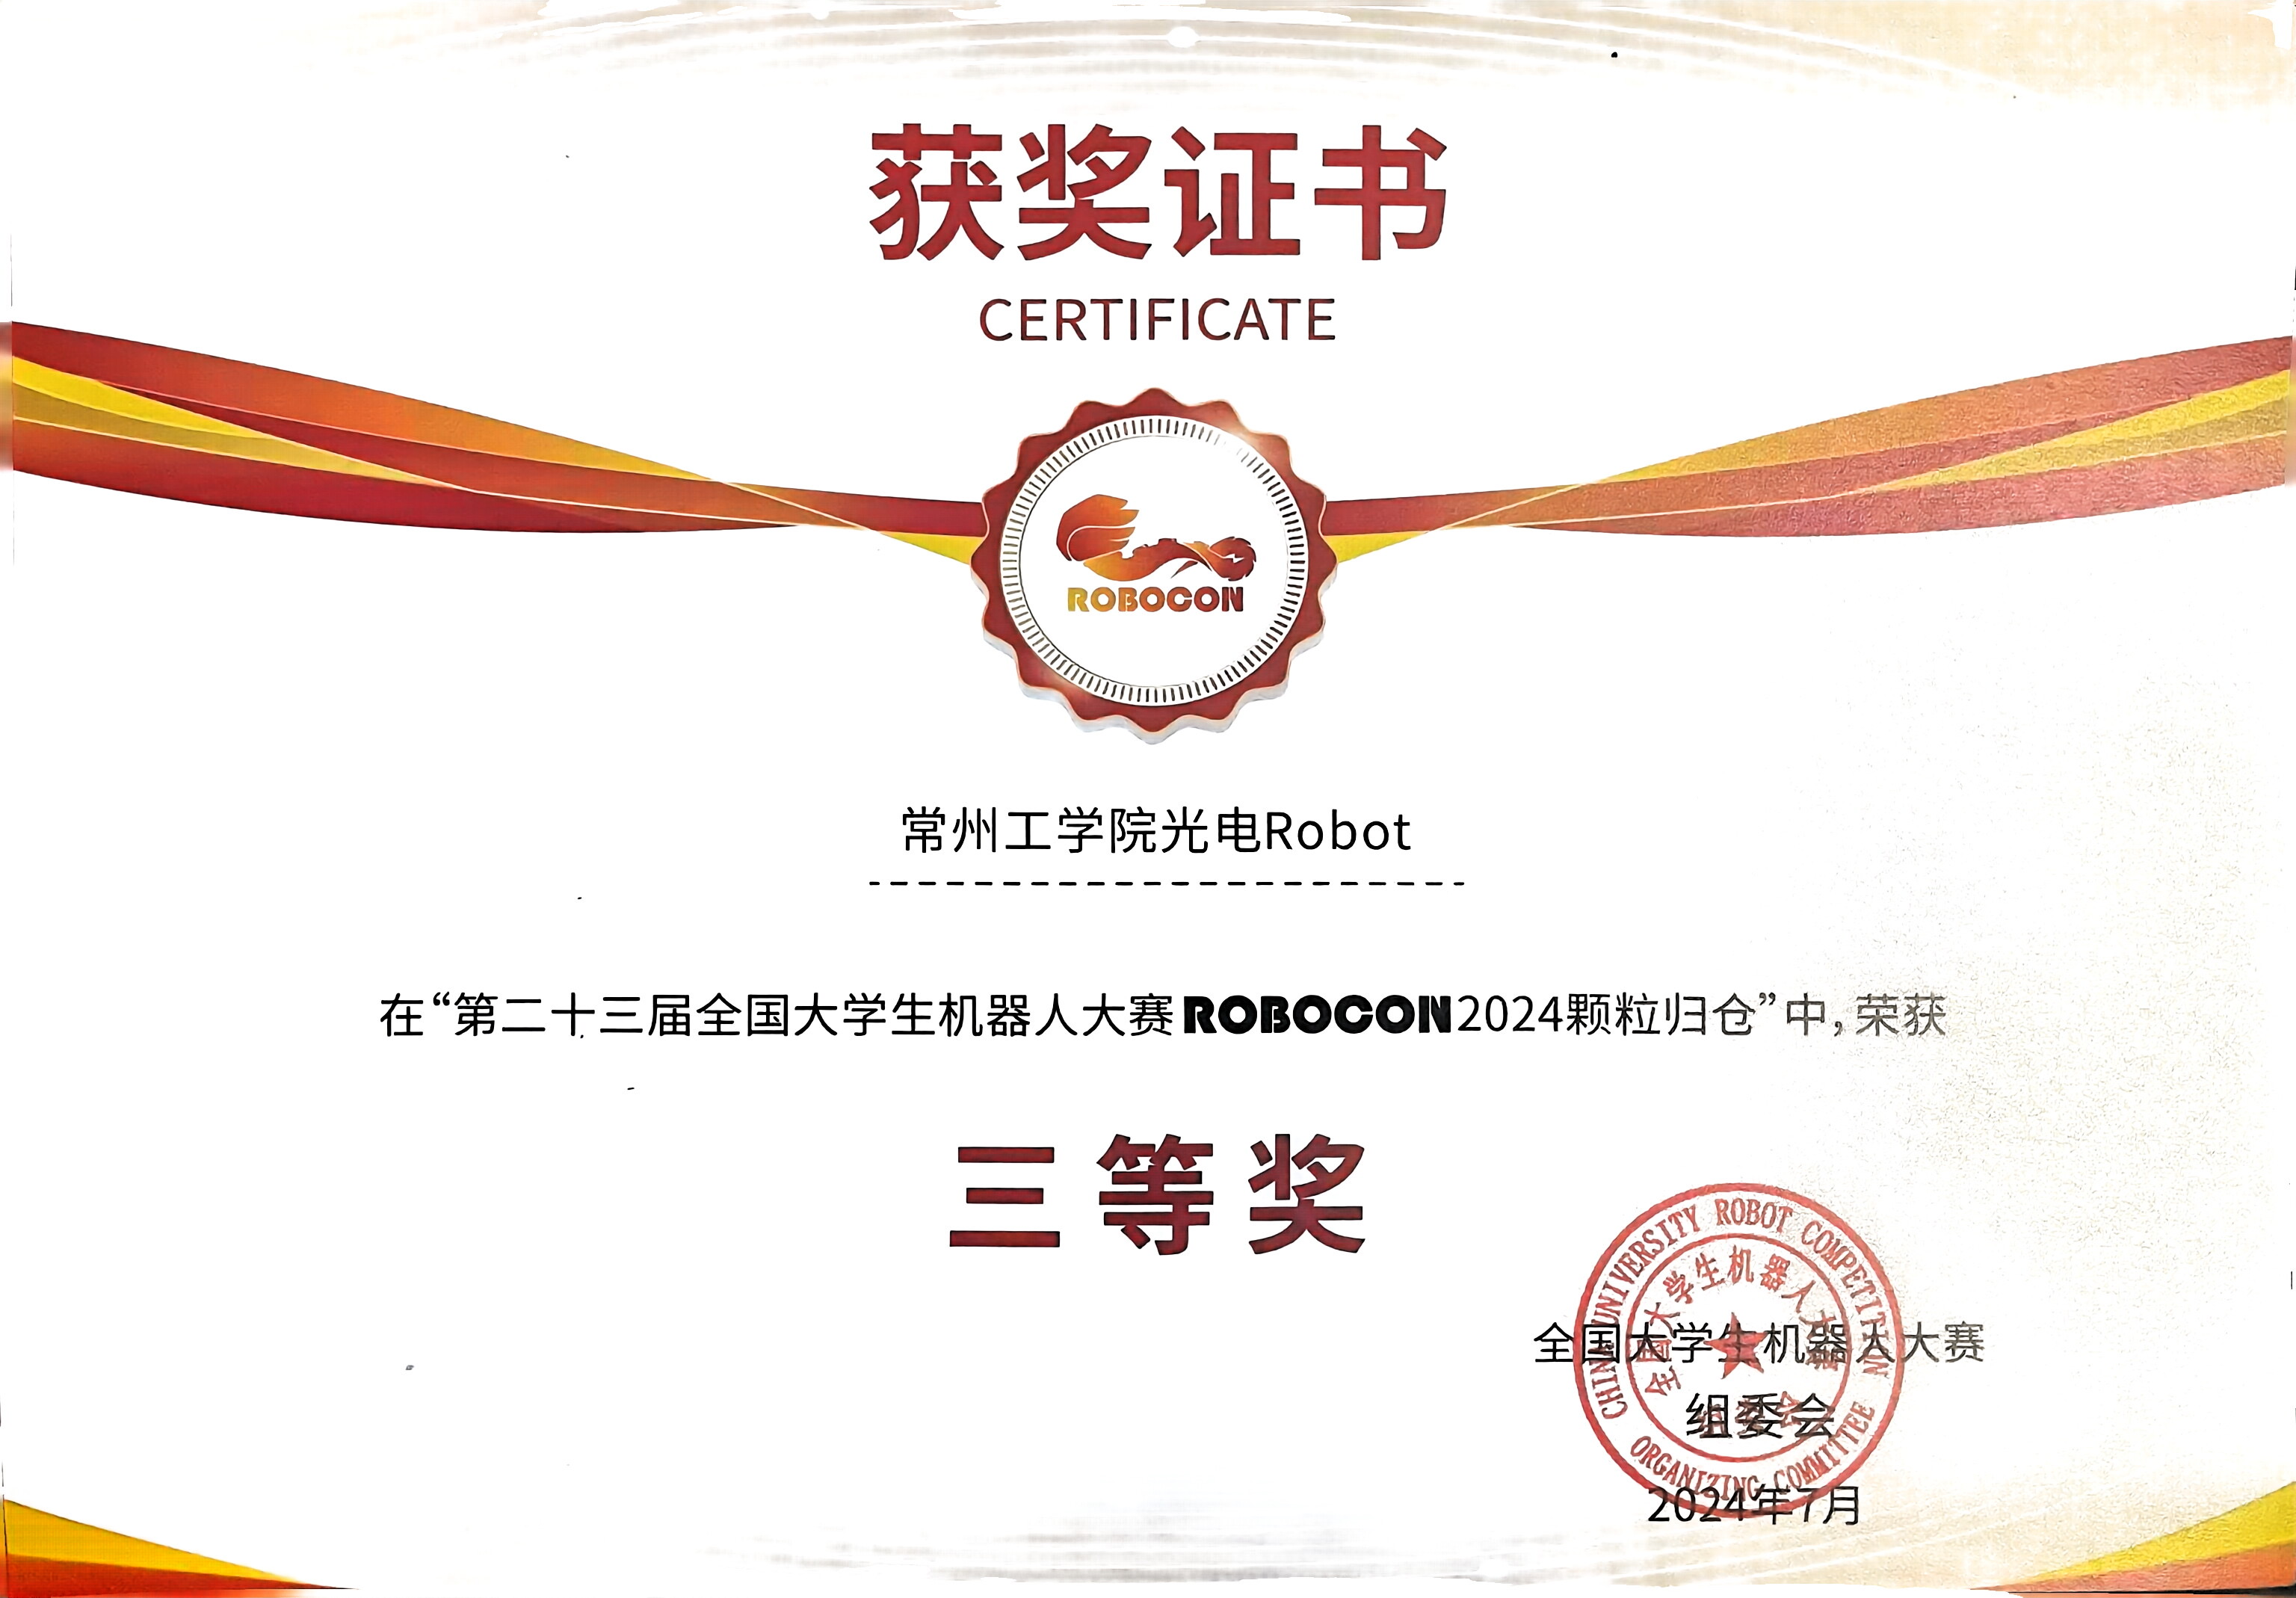 获奖证书
CERTIFICATE
ROBOCON
常州工学院光电Robot
在“第二十三届全国大学生机器人大赛ROBOCON2024颗粒归仓”中,荣获
三等奖
全国大学生机器人大赛
组委会
2024年7月
CHINA UNIVERSITY ROBOT COMPETITION
全国大学生机器人大赛
组委会
ORGANIZING COMMITTEE